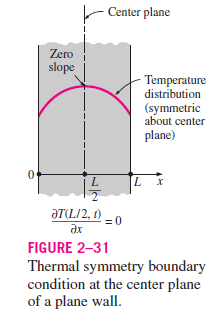 Center plane
Zero
slope
Temperature
distribution
(symmetric
about center
plane)
0
L
2
L
x
∂T(L/2, t)
∂x
= 0
FIGURE 2–31
Thermal symmetry boundary
condition at the center plane
of a plane wall.